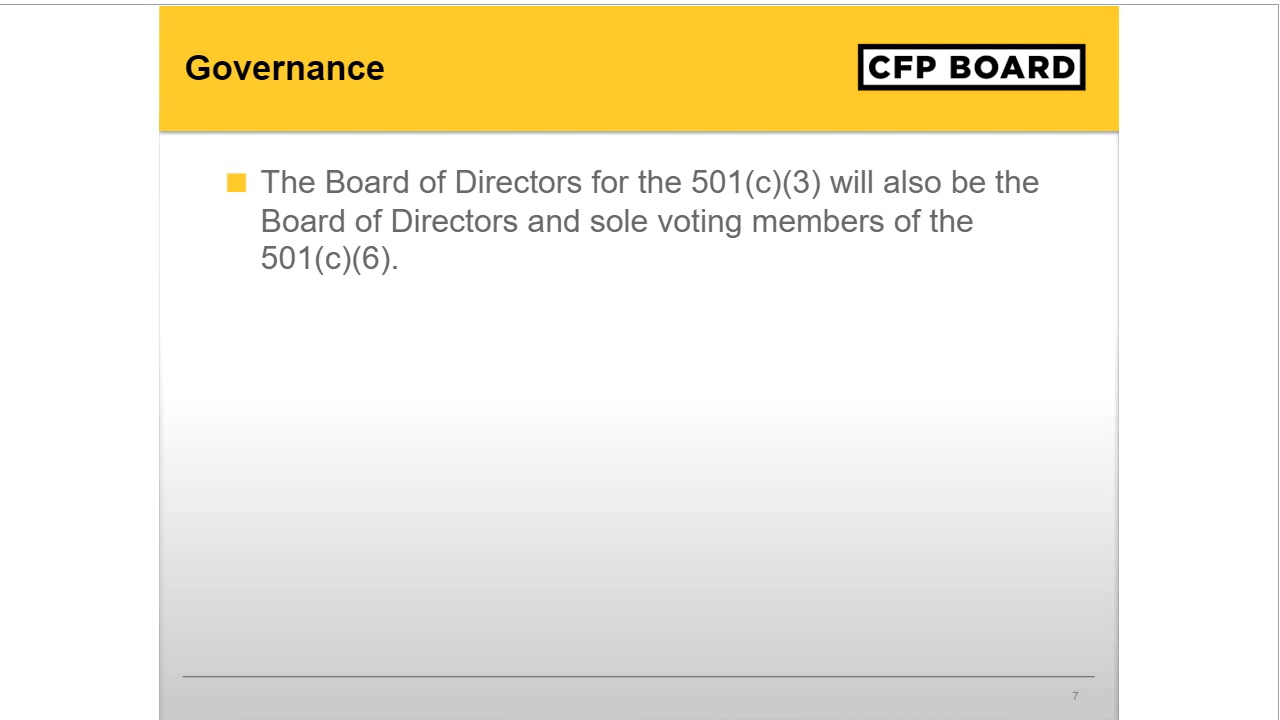 Governance
CFP BOARD
The Board of Directors for the 501(c)(3) will also be the
Board of Directors and sole voting members of the
501(c)(6).
7